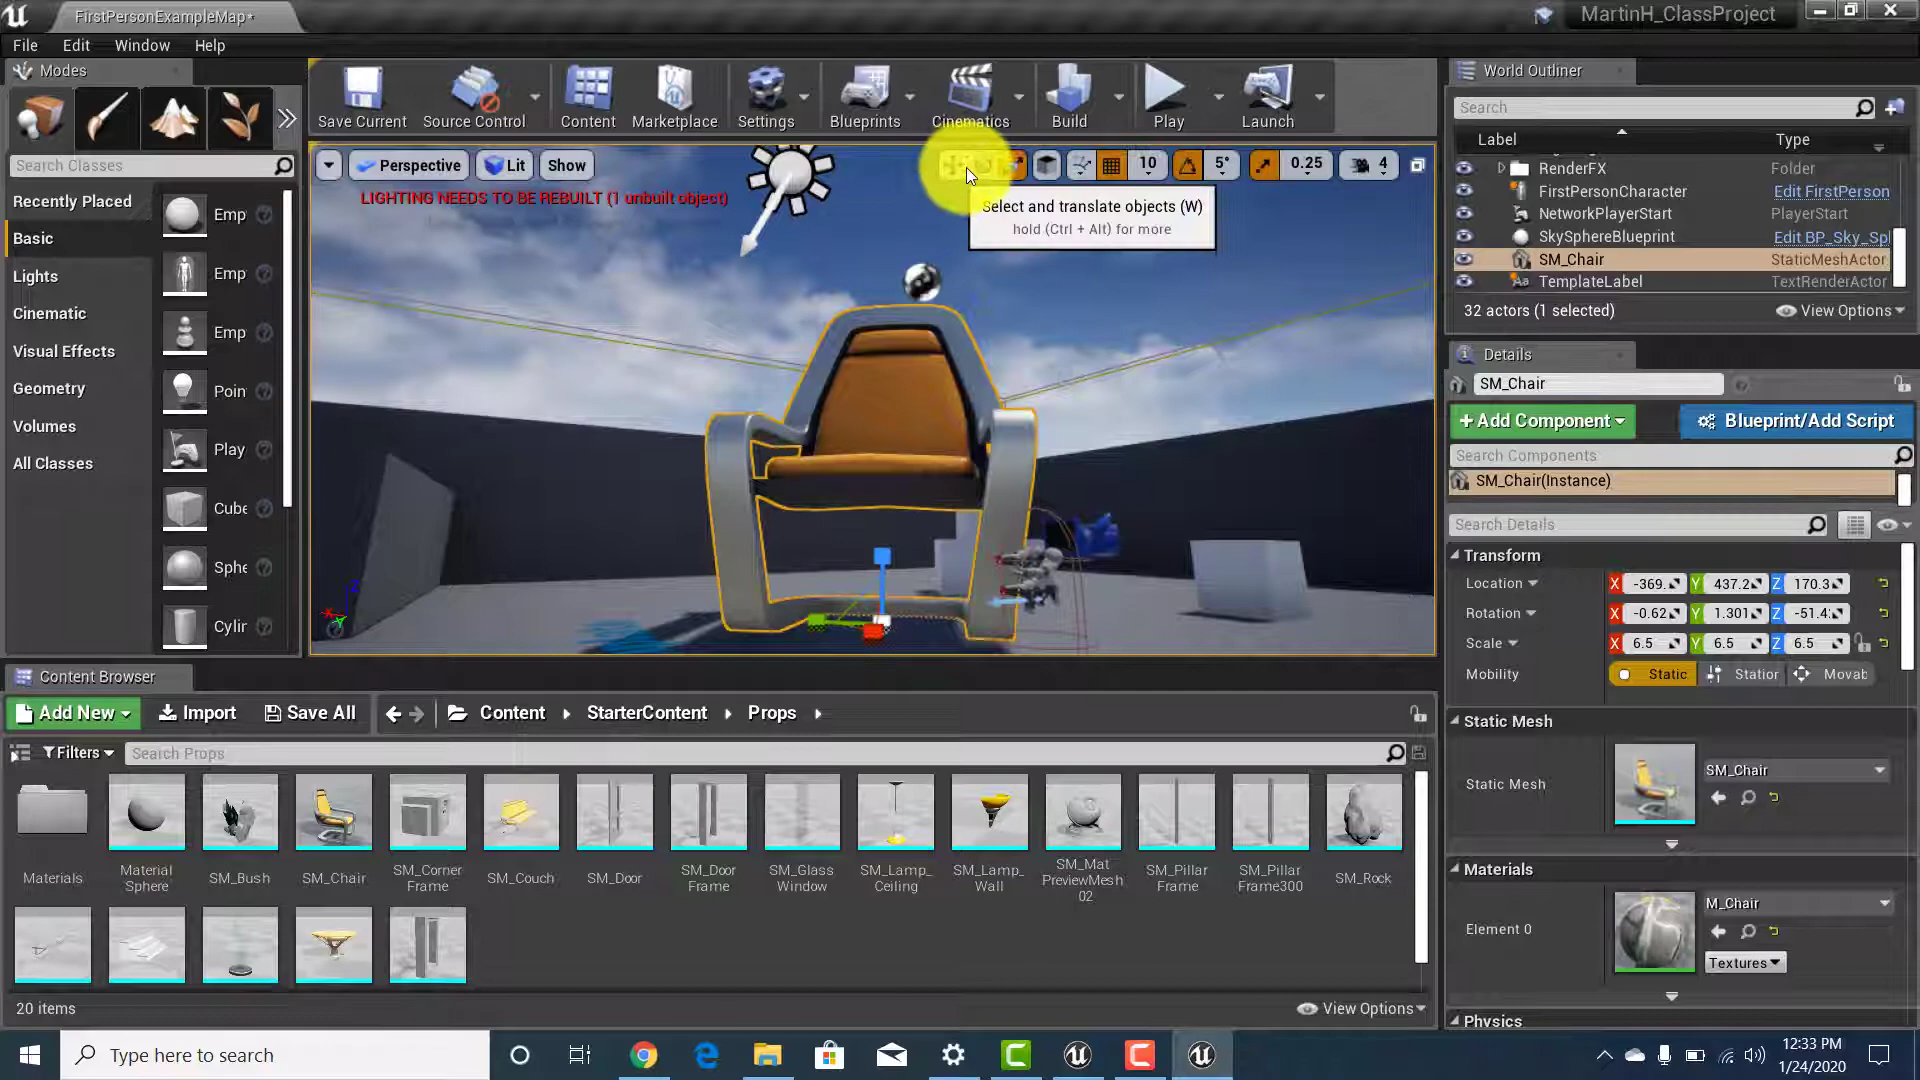 FirstPersonExampleMap*
MartinH_ClassProject
File Edit Window Help
Modes
Search Classes
Recently Placed
Basic
Lights
Cinematic
Visual Effects
Geometry
Volumes
All Classes
Emp
Emp
Emp
Poin
Play
Cube
Sphe
Cylir
Save Current
Source Control
Content
Marketplace
Settings
Blueprints
Cinematics
Build
Play
Launch
Perspective
Lit
Show
10
5°
0.25
4
LIGHTING NEEDS TO BE REBUILT (1 unbuilt object)
Select and translate objects (W)
hold (Ctrl + Alt) for more
World Outliner
Search
Label Type
RenderFX Folder
FirstPersonCharacter Edit FirstPerson
NetworkPlayerStart PlayerStart
SkySphereBlueprint Edit BP_Sky_Spl
SM_Chair StaticMeshActor
TemplateLabel TextRenderActor
32 actors (1 selected) View Options
Details
SM_Chair
+Add Component
Blueprint/Add Script
Search Components
SM_Chair(Instance)
Search Details
Transform
Location X -369. Y 437.2 Z 170.3
Rotation X -0.62 Y 1.301 Z -51.4
Scale X 6.5 Y 6.5 Z 6.5
Mobility Static Station Movab
Static Mesh
Static Mesh SM_Chair
Materials
Element 0 M_Chair
Textures
Physics
Content Browser
Add New Import Save All Content StarterContent Props
Filters Search Props
Materials
Material Sphere
SM_Bush
SM_Chair
SM_Corner Frame
SM_Couch
SM_Door
SM_Door Frame
SM_Glass Window
SM_Lamp_ Ceiling
SM_Lamp_ Wall
SM_Mat PreviewMesh 02
SM_Pillar Frame
SM_Pillar Frame300
SM_Rock
20 items View Options
Type here to search
12:33 PM
1/24/2020